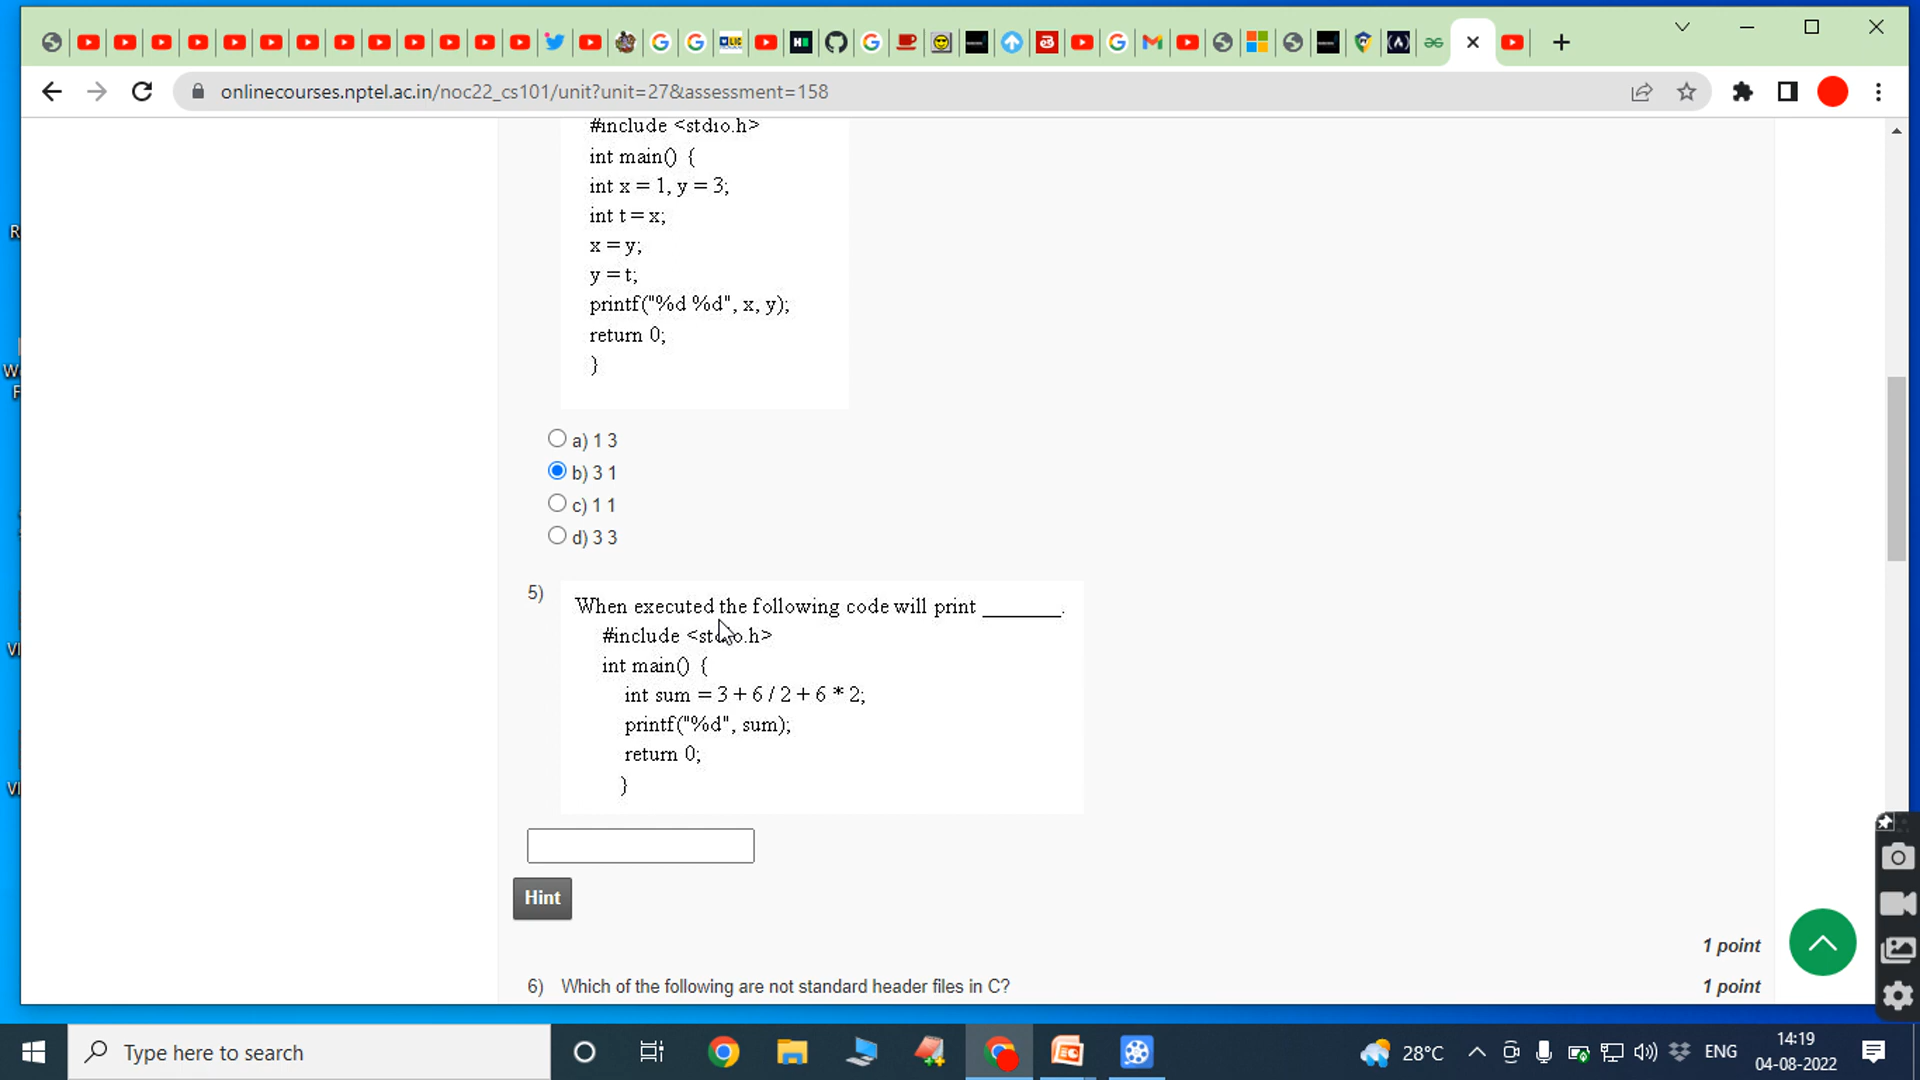 onlinecourses.nptel.ac.in/noc22_cs101/unit?unit=27&assessment=158
#include <stdio.h>
int main() {
int x = 1, y = 3;
int t = x;
x = y;
y = t;
printf("%d %d", x, y);
return 0;
}
a) 1 3
b) 3 1
c) 1 1
d) 3 3
5) When executed the following code will print _______.
#include <stdio.h>
int main() {
int sum = 3 + 6 / 2 + 6 * 2;
printf("%d", sum);
return 0;
}
Hint
1 point
6) Which of the following are not standard header files in C? 1 point
Type here to search
28°C
ENG
14:19
04-08-2022